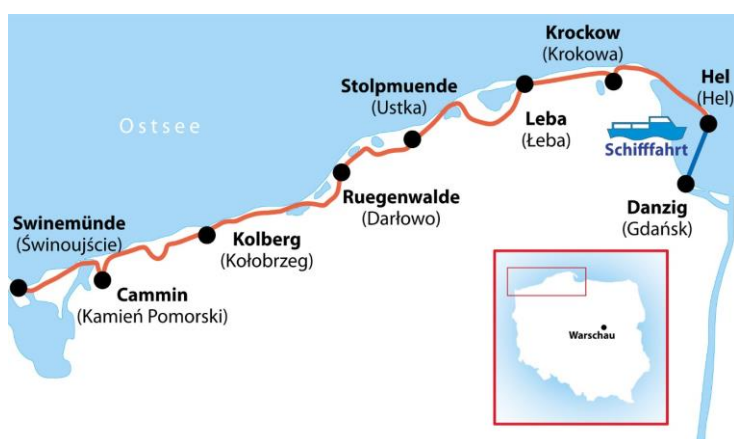 Krockow
(Krokowa)
Hel
(Hel)
Stolpmuende
(Ustka)
Ostsee
Leba
(Łeba)
Schifffahrt
Ruegenwalde
(Darłowo)
Danzig
(Gdańsk)
Swinemünde
(Świnoujście)
Kolberg
(Kołobrzeg)
Cammin
(Kamień Pomorski)
Warschau